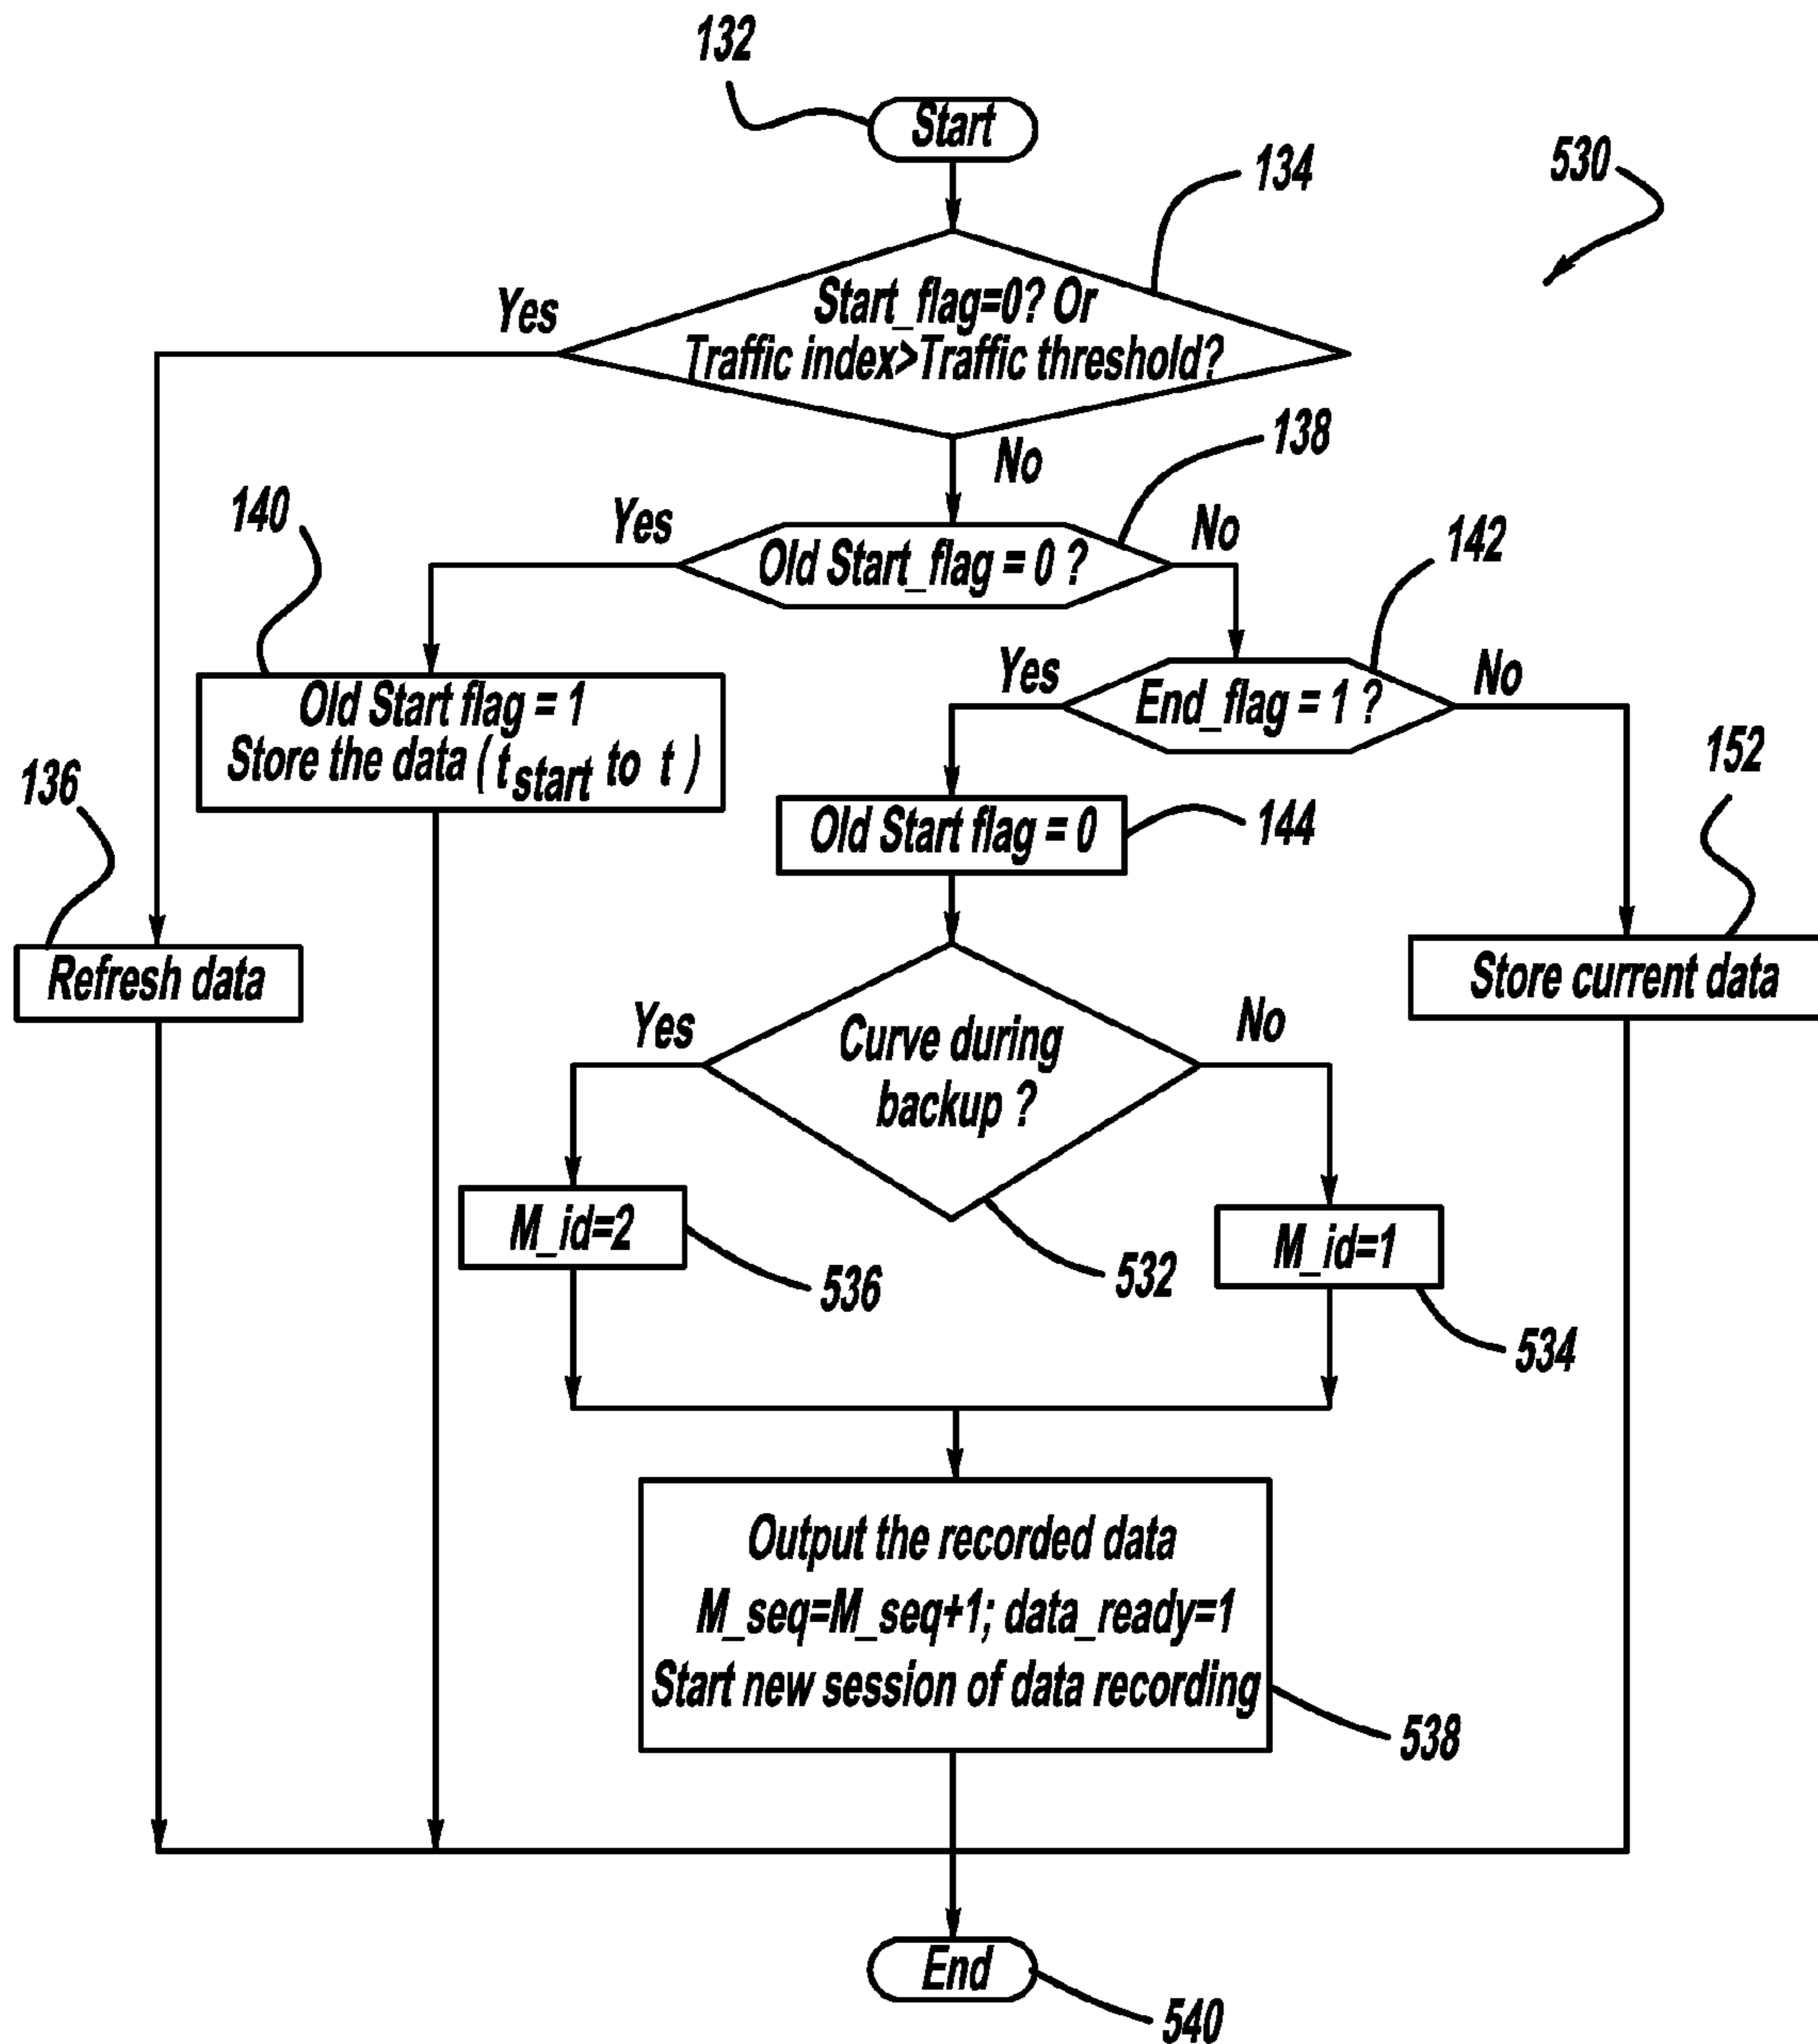 132
Start
134
530
Yes
Start_flag=0? Or
Traffic index>Traffic threshold?
138
No
140
Yes
No
142
Old Start_flag = 0 ?
Yes
No
End_flag = 1 ?
Old Start flag = 1
Store the data (tstart to t)
152
136
Old Start flag = 0
144
Refresh data
Store current data
Yes
No
Curve during
backup ?
M_id=2
M_id=1
536
532
534
Output the recorded data
M_seq=M_seq+1; data_ready=1
Start new session of data recording
538
End
540